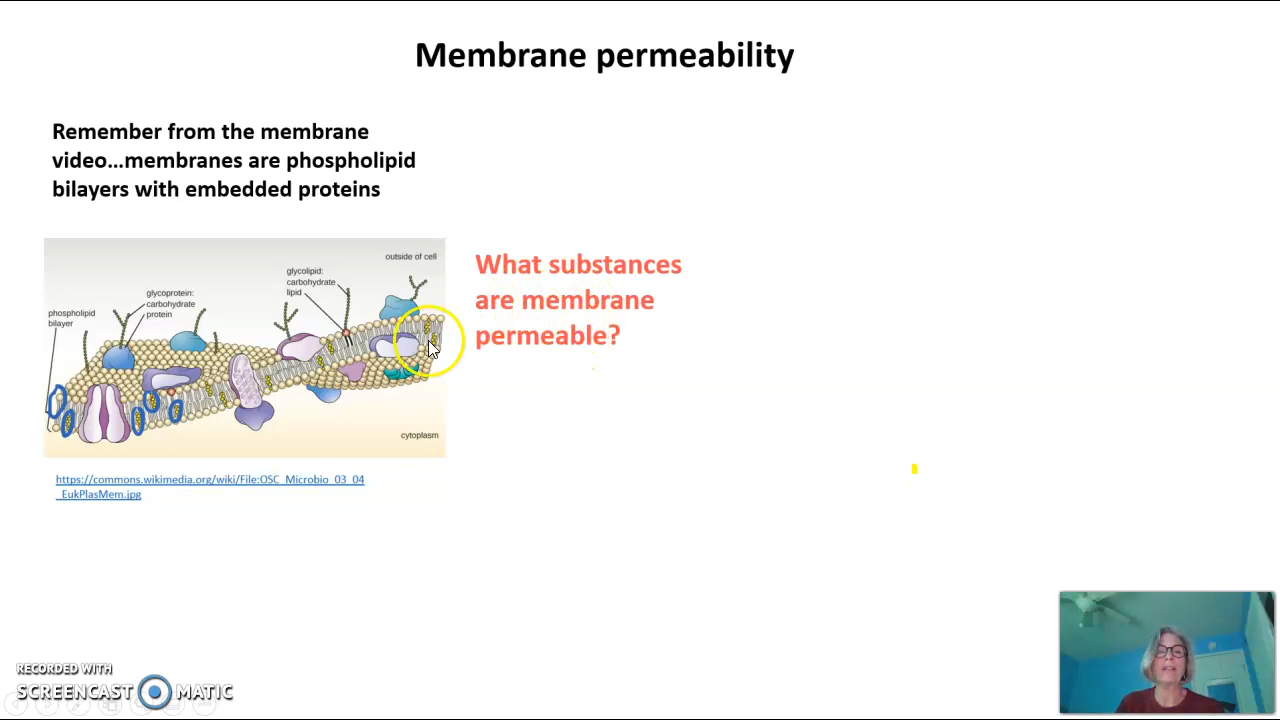 Membrane permeability
Remember from the membrane
video...membranes are phospholipid
bilayers with embedded proteins
outside of cell
glycolipid:
carbohydrate
lipid
glycoprotein:
carbohydrate
protein
phospholipid
bilayer
cytoplasm
What substances
are membrane
permeable?
https://commons.wikimedia.org/wiki/File:OSC_Microbio_03_04
_EukPlasMem.jpg
RECORDED WITH
SCREENCAST MATIC